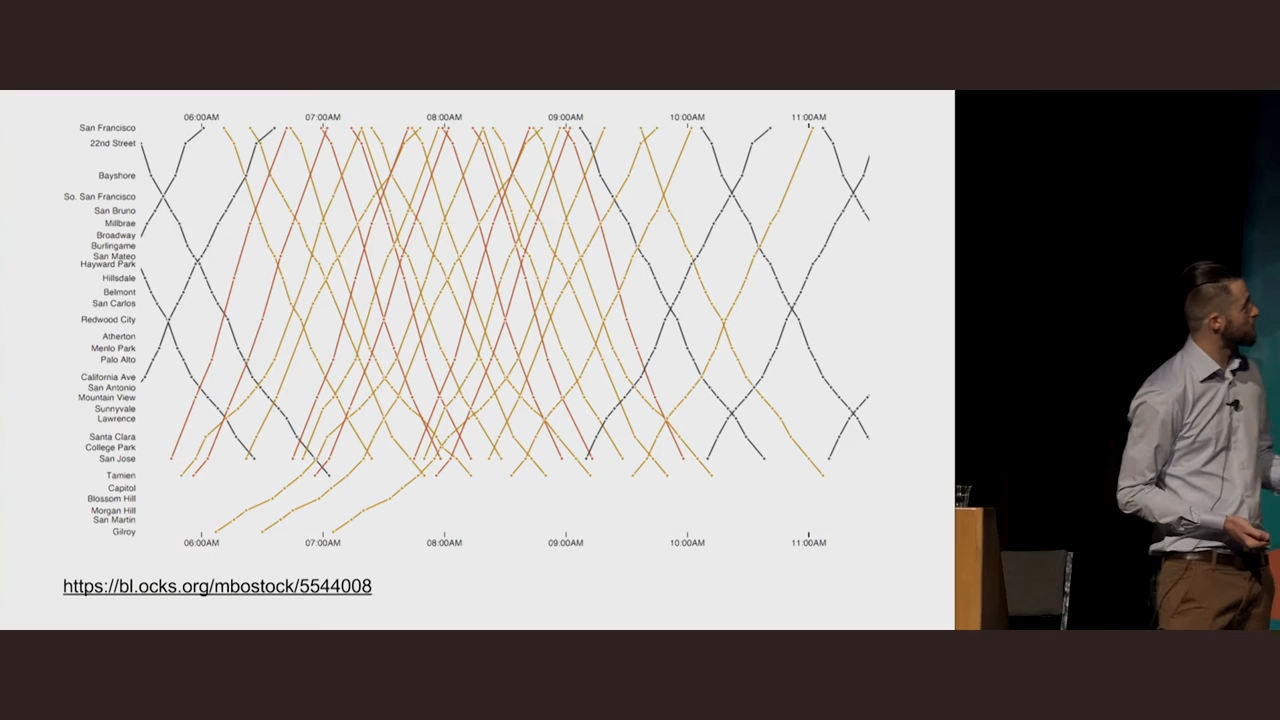 06:00AM 07:00AM 08:00AM 09:00AM 10:00AM 11:00AM
San Francisco
22nd Street
Bayshore
So. San Francisco
San Bruno
Millbrae
Broadway
Burlingame
San Mateo
Hayward Park
Hillsdale
Belmont
San Carlos
Redwood City
Atherton
Menlo Park
Palo Alto
California Ave
San Antonio
Mountain View
Sunnyvale
Lawrence
Santa Clara
College Park
San Jose
Tamien
Capitol
Blossom Hill
Morgan Hill
San Martin
Gilroy
06:00AM 07:00AM 08:00AM 09:00AM 10:00AM 11:00AM
https://bl.ocks.org/mbostock/5544008